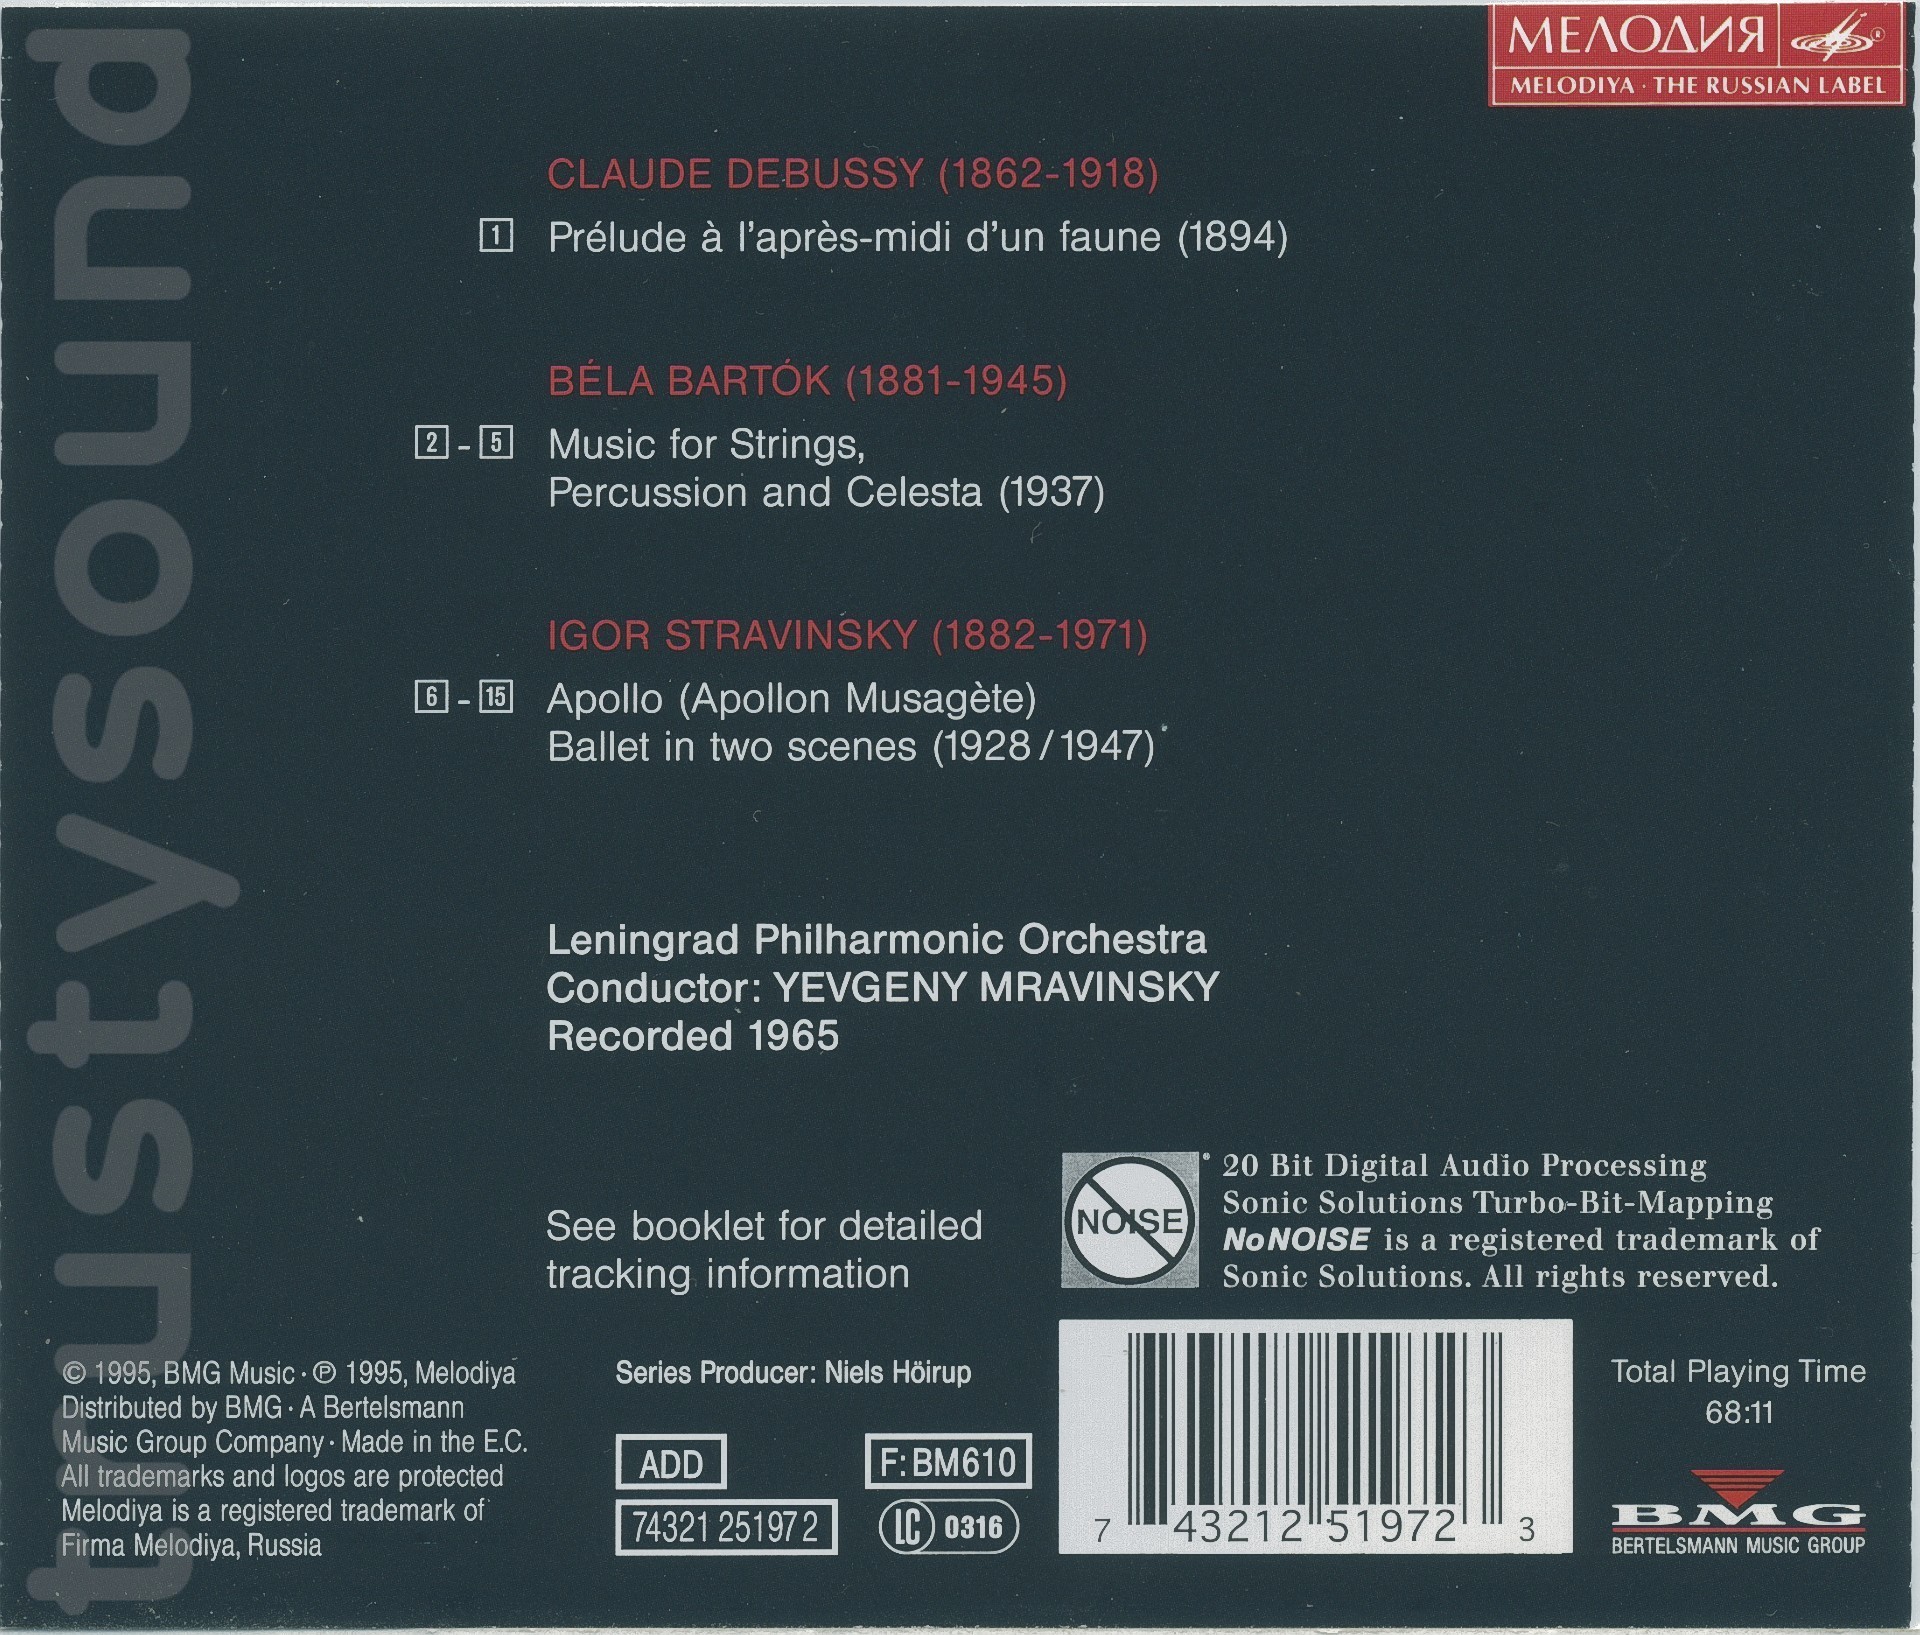 МЕЛОДИЯ ®
MELODIYA · THE RUSSIAN LABEL
CLAUDE DEBUSSY (1862-1918)
1 Prélude à l'après-midi d'un faune (1894)
BÉLA BARTÓK (1881-1945)
2 - 5 Music for Strings,
Percussion and Celesta (1937)
IGOR STRAVINSKY (1882-1971)
6 - 15 Apollo (Apollon Musagète)
Ballet in two scenes (1928/1947)
Leningrad Philharmonic Orchestra
Conductor: YEVGENY MRAVINSKY
Recorded 1965
See booklet for detailed
tracking information
NOISE ®
20 Bit Digital Audio Processing
Sonic Solutions Turbo-Bit-Mapping
NoNOISE is a registered trademark of
Sonic Solutions. All rights reserved.
© 1995, BMG Music · ℗ 1995, Melodiya
Distributed by BMG · A Bertelsmann
Music Group Company · Made in the E.C.
All trademarks and logos are protected
Melodiya is a registered trademark of
Firma Melodiya, Russia
Series Producer: Niels Höirup
ADD
F: BM610
74321 25197 2
LC 0316
7 43212 51972 3
Total Playing Time
68:11
BMG
BERTELSMANN MUSIC GROUP
trustysound